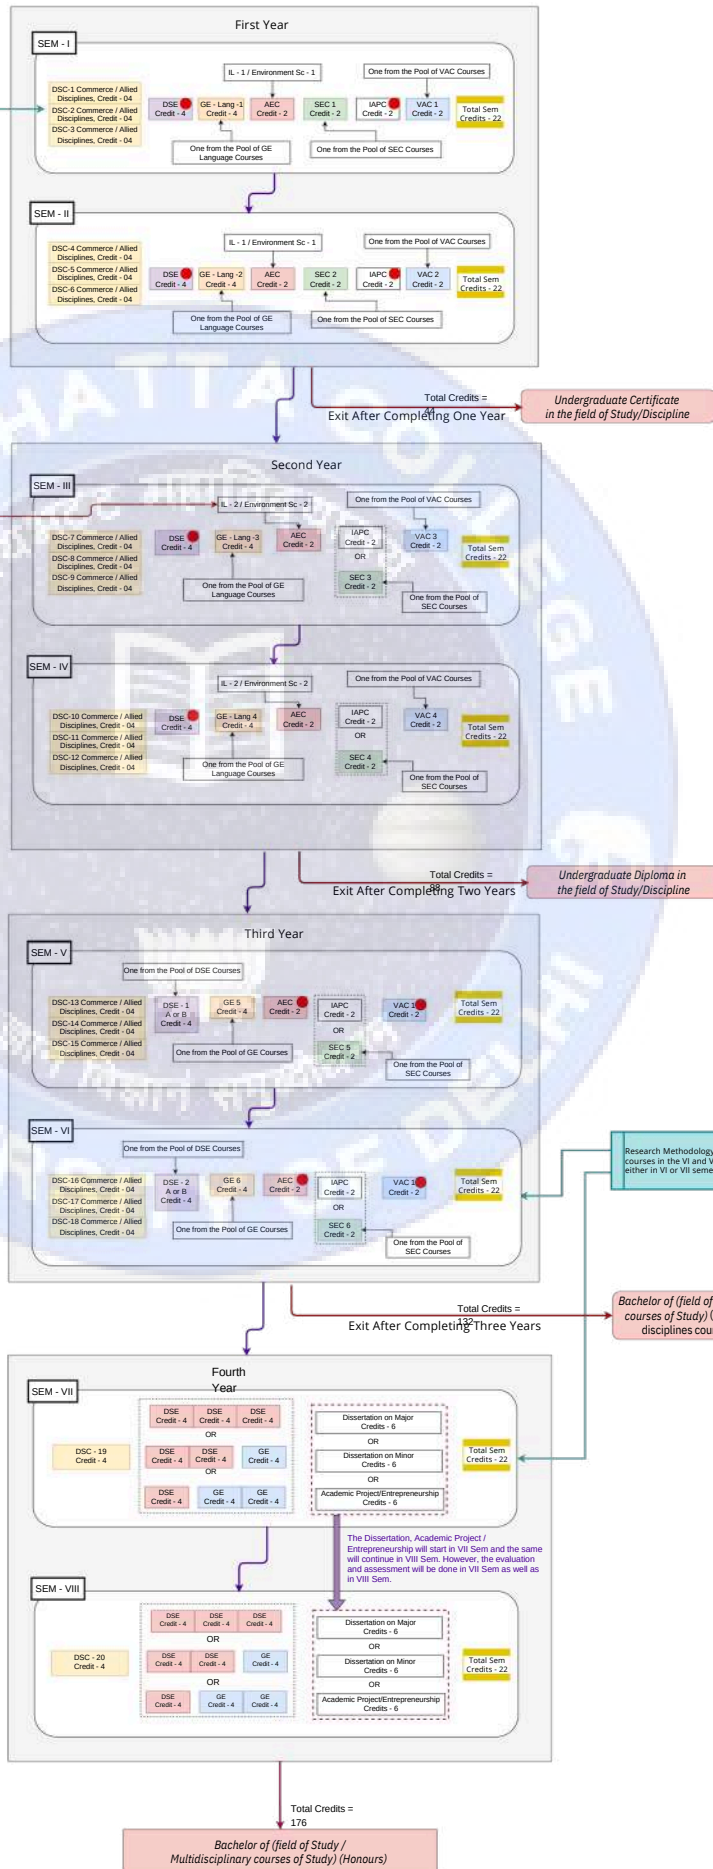 First Year
SEM - I
IL - 1 / Environment Sc - 1
One from the Pool of VAC Courses
DSC-1 Commerce / Allied
Disciplines, Credit - 04
DSC-2 Commerce / Allied
Disciplines, Credit - 04
DSC-3 Commerce / Allied
Disciplines, Credit - 04
DSE
Credit - 4
GE - Lang -1
Credit - 4
AEC
Credit - 2
SEC 1
Credit - 2
IAPC
Credit - 2
VAC 1
Credit - 2
Total Sem
Credits - 22
One from the Pool of GE
Language Courses
One from the Pool of SEC Courses
SEM - II
IL - 1 / Environment Sc - 1
One from the Pool of VAC Courses
DSC-4 Commerce / Allied
Disciplines, Credit - 04
DSC-5 Commerce / Allied
Disciplines, Credit - 04
DSC-6 Commerce / Allied
Disciplines, Credit - 04
DSE
Credit - 4
GE - Lang -2
Credit - 4
AEC
Credit - 2
SEC 2
Credit - 2
IAPC
Credit - 2
VAC 2
Credit - 2
Total Sem
Credits - 22
One from the Pool of GE
Language Courses
One from the Pool of SEC Courses
Total Credits =
44
Exit After Completing One Year
Undergraduate Certificate
in the field of Study/Discipline
HATTA COLLEGE
Second Year
SEM - III
IL - 2 / Environment Sc - 2
One from the Pool of VAC Courses
DSC-7 Commerce / Allied
Disciplines, Credit - 04
DSC-8 Commerce / Allied
Disciplines, Credit - 04
DSC-9 Commerce / Allied
Disciplines, Credit - 04
DSE
Credit - 4
GE - Lang -3
Credit - 4
AEC
Credit - 2
IAPC
Credit - 2
OR
SEC 3
Credit - 2
VAC 3
Credit - 2
Total Sem
Credits - 22
One from the Pool of GE
Language Courses
One from the Pool of
SEC Courses
SEM - IV
IL - 2 / Environment Sc - 2
One from the Pool of VAC Courses
DSC-10 Commerce / Allied
Disciplines, Credit - 04
DSC-11 Commerce / Allied
Disciplines, Credit - 04
DSC-12 Commerce / Allied
Disciplines, Credit - 04
DSE
Credit - 4
GE - Lang 4
Credit - 4
AEC
Credit - 2
IAPC
Credit - 2
OR
SEC 4
Credit - 2
VAC 4
Credit - 2
Total Sem
Credits - 22
One from the Pool of GE
Language Courses
One from the Pool of
SEC Courses
Total Credits =
88
Exit After Completing Two Years
Undergraduate Diploma in
the field of Study/Discipline
Third Year
SEM - V
One from the Pool of DSE Courses
DSC-13 Commerce / Allied
Disciplines, Credit - 04
DSC-14 Commerce / Allied
Disciplines, Credit - 04
DSC-15 Commerce / Allied
Disciplines, Credit - 04
DSE - 1
A or B
Credit - 4
GE 5
Credit - 4
AEC
Credit - 2
IAPC
Credit - 2
OR
SEC 5
Credit - 2
VAC 1
Credit - 2
Total Sem
Credits - 22
One from the Pool of GE Courses
One from the Pool of
SEC Courses
DELHI
SEM - VI
One from the Pool of DSE Courses
DSC-16 Commerce / Allied
Disciplines, Credit - 04
DSC-17 Commerce / Allied
Disciplines, Credit - 04
DSC-18 Commerce / Allied
Disciplines, Credit - 04
DSE - 2
A or B
Credit - 4
GE 6
Credit - 4
AEC
Credit - 2
IAPC
Credit - 2
OR
SEC 6
Credit - 2
VAC 1
Credit - 2
Total Sem
Credits - 22
One from the Pool of GE Courses
One from the Pool of
SEC Courses
Research Methodology
courses in the VI and V
either in VI or VII seme
Total Credits =
132
Exit After Completing Three Years
Bachelor of (field of
courses of Study) (
disciplines cou
Fourth
Year
SEM - VII
DSC - 19
Credit - 4
DSE DSE DSE
Credit - 4 Credit - 4 Credit - 4
OR
DSE DSE GE
Credit - 4 Credit - 4 Credit - 4
OR
DSE GE GE
Credit - 4 Credit - 4 Credit - 4
Dissertation on Major
Credits - 6
OR
Dissertation on Minor
Credits - 6
OR
Academic Project/Entrepreneurship
Credits - 6
Total Sem
Credits - 22
The Dissertation, Academic Project /
Entrepreneurship will start in VII Sem and the same
will continue in VIII Sem. However, the evaluation
and assessment will be done in VII Sem as well as
in VIII Sem.
SEM - VIII
DSC - 20
Credit - 4
DSE DSE DSE
Credit - 4 Credit - 4 Credit - 4
OR
DSE DSE GE
Credit - 4 Credit - 4 Credit - 4
OR
DSE GE GE
Credit - 4 Credit - 4 Credit - 4
Dissertation on Major
Credits - 6
OR
Dissertation on Minor
Credits - 6
OR
Academic Project/Entrepreneurship
Credits - 6
Total Sem
Credits - 22
Total Credits =
176
Bachelor of (field of Study /
Multidisciplinary courses of Study) (Honours)